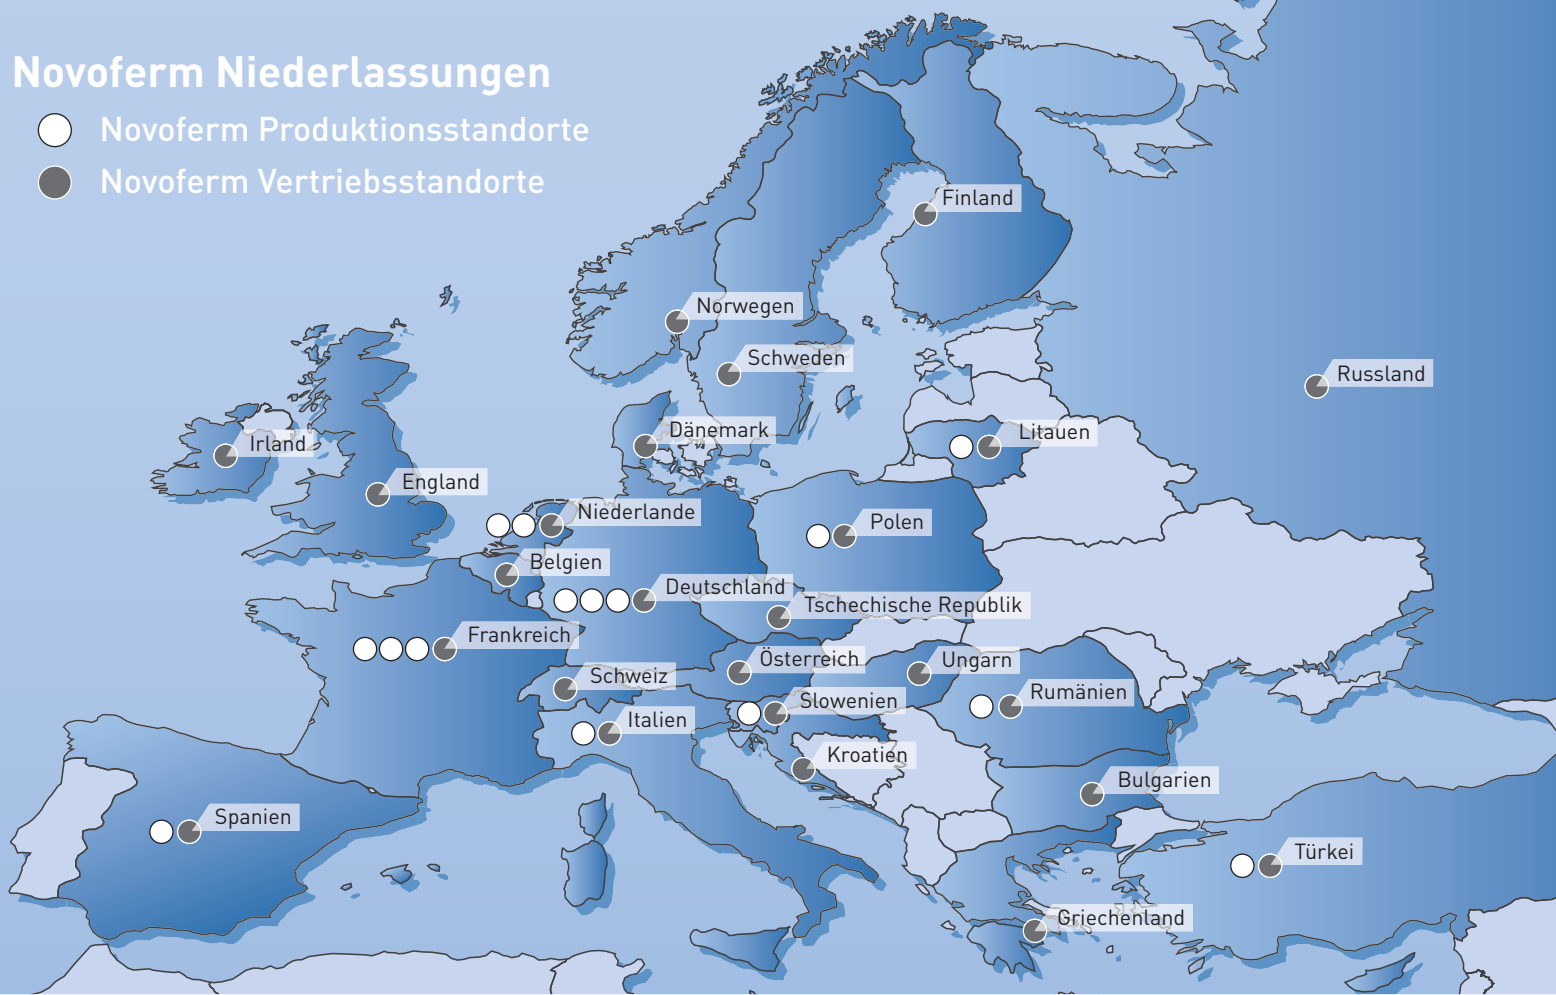 Novoferm Niederlassungen
Novoferm Produktionsstandorte
Novoferm Vertriebsstandorte
Finland
Norwegen
Schweden
Russland
Dänemark
Litauen
Irland
England
Niederlande
Polen
Belgien
Deutschland
Tschechische Republik
Frankreich
Österreich
Ungarn
Schweiz
Rumänien
Slowenien
Italien
Kroatien
Bulgarien
Spanien
Türkei
Griechenland